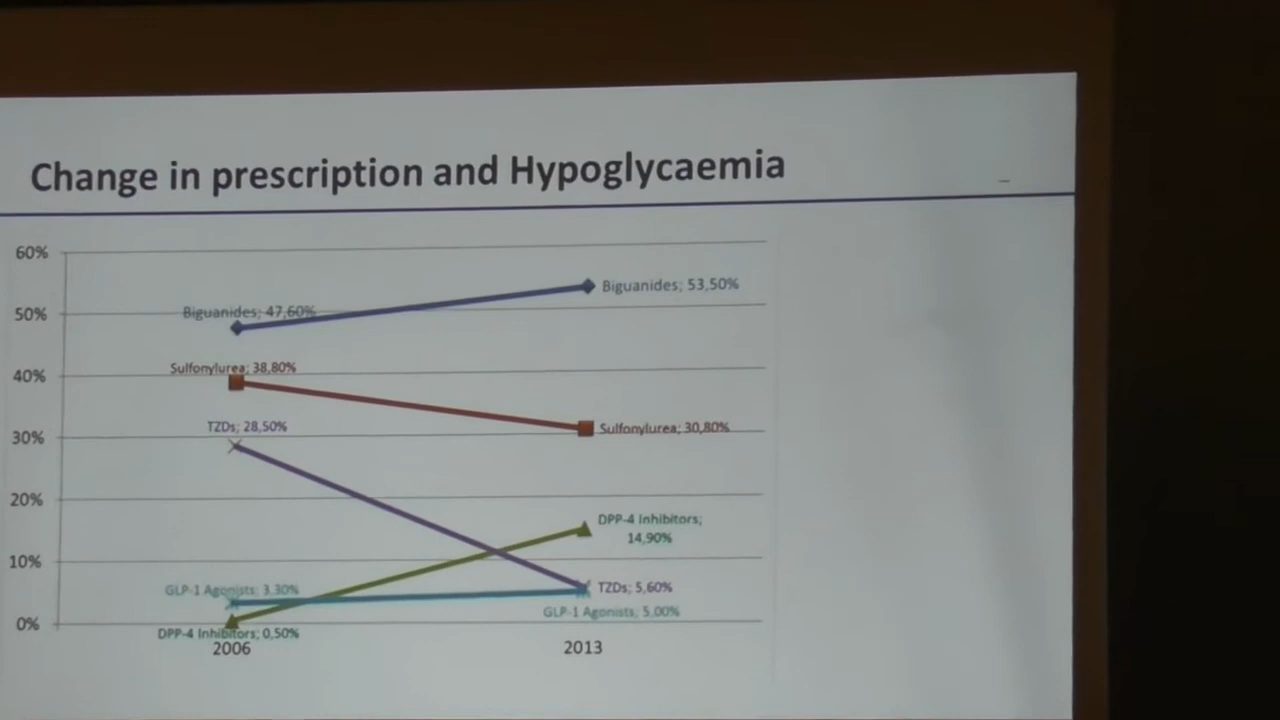 Change in prescription and Hypoglycaemia
60%
Biguanides; 53,50%
Biguanides; 47,60%
50%
Sulfonylurea; 38,80%
40%
TZDs; 28,50%
Sulfonylurea; 30,80%
30%
20%
DPP-4 Inhibitors;
14,90%
10%
GLP-1 Agonists; 3,30%
TZDs; 5,60%
GLP-1 Agonists; 5,00%
0%
DPP-4 Inhibitors; 0,50%
2006
2013